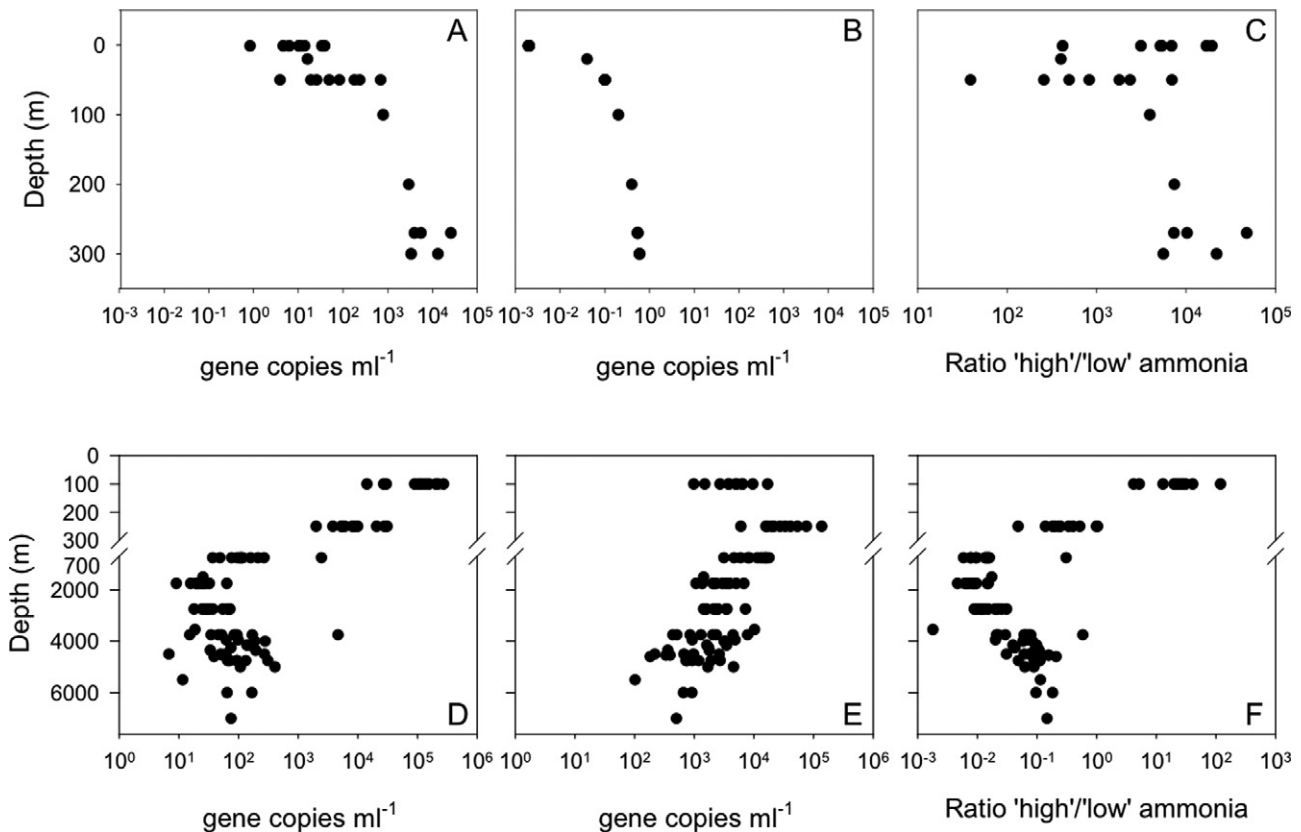 A
B
C
Depth (m)
0
100
200
300
10-3 10-2 10-1 100 101 102 103 104 105
10-3 10-2 10-1 100 101 102 103 104 105
101 102 103 104 105
gene copies ml-1
gene copies ml-1
Ratio 'high'/'low' ammonia
Depth (m)
0
100
200
300
700
2000
4000
6000
D
E
F
100 101 102 103 104 105 106
100 101 102 103 104 105 106
10-3 10-2 10-1 100 101 102 103
gene copies ml-1
gene copies ml-1
Ratio 'high'/'low' ammonia